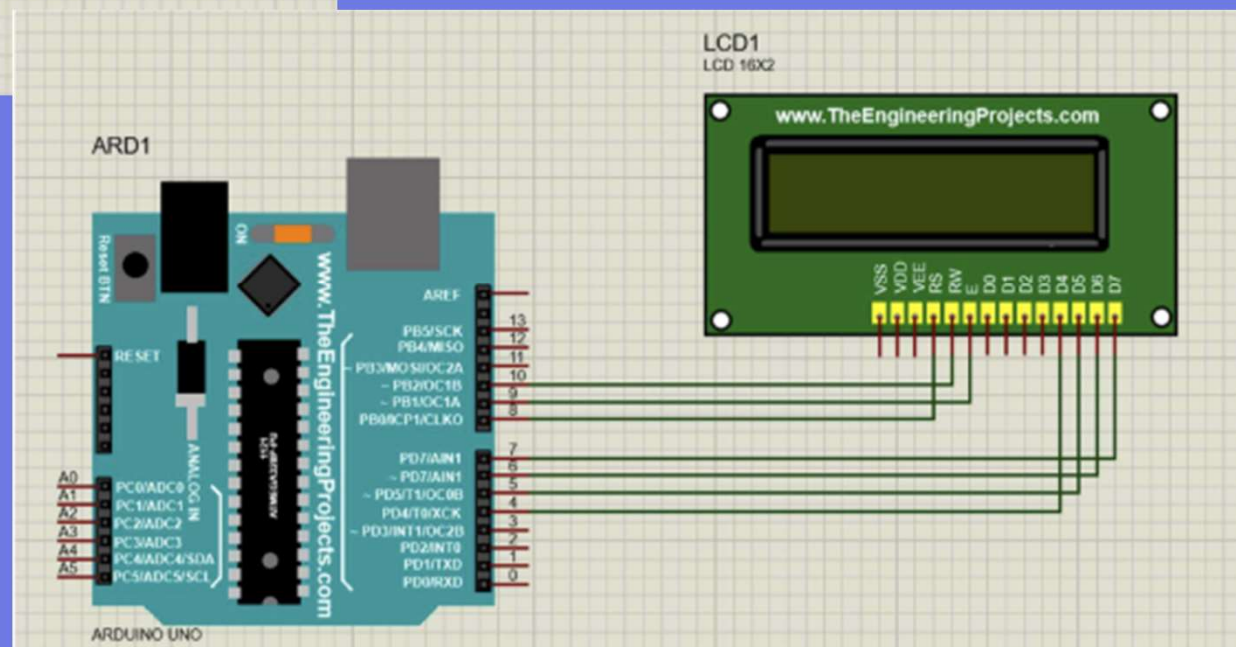 LCD1
LCD 16X2
www.TheEngineeringProjects.com
VSS
VDD
VEE
RS
RW
E
D0
D1
D2
D3
D4
D5
D6
D7
ARD1
Reset BTN
ON
www.TheEngineeringProjects.com
RESET
ANALOG IN
AREF
PB5/SCK
13
PB4/MISO
12
~ PB3/MOSI/OC2A
11
~ PB2/OC1B
10
~ PB1/OC1A
9
PB0/ICP1/CLKO
8
PD7/AIN1
7
~ PD7/AIN1
6
~ PD5/T1/OC0B
5
PD4/T0/XCK
4
~ PD3/INT1/OC2B
3
PD2/INT0
2
PD1/TXD
1
PD0/RXD
0
A0
PC0/ADC0
A1
PC1/ADC1
A2
PC2/ADC2
A3
PC3/ADC3
A4
PC4/ADC4/SDA
A5
PC5/ADC5/SCL
ARDUINO UNO